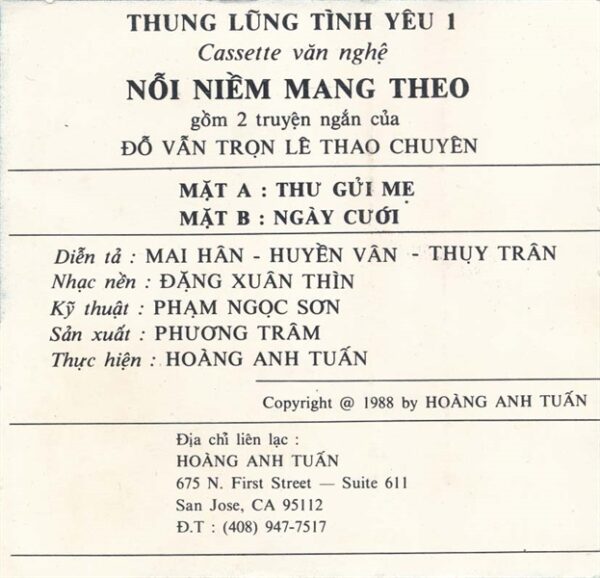 THUNG LŨNG TÌNH YÊU 1
Cassette văn nghệ
NỖI NIỀM MANG THEO
gồm 2 truyện ngắn của
ĐỖ VẪN TRỌN LÊ THAO CHUYÊN
MẶT A : THƯ GỬI MẸ
MẶT B : NGÀY CƯỚI
Diễn tả : MAI HÂN - HUYỀN VÂN - THỤY TRÂN
Nhạc nền : ĐẶNG XUÂN THÌN
Kỹ thuật : PHẠM NGỌC SƠN
Sản xuất : PHƯƠNG TRÂM
Thực hiện : HOÀNG ANH TUẤN
Copyright @ 1988 by HOÀNG ANH TUẤN
Địa chỉ liên lạc :
HOÀNG ANH TUẤN
675 N. First Street — Suite 611
San Jose, CA 95112
Đ.T : (408) 947-7517